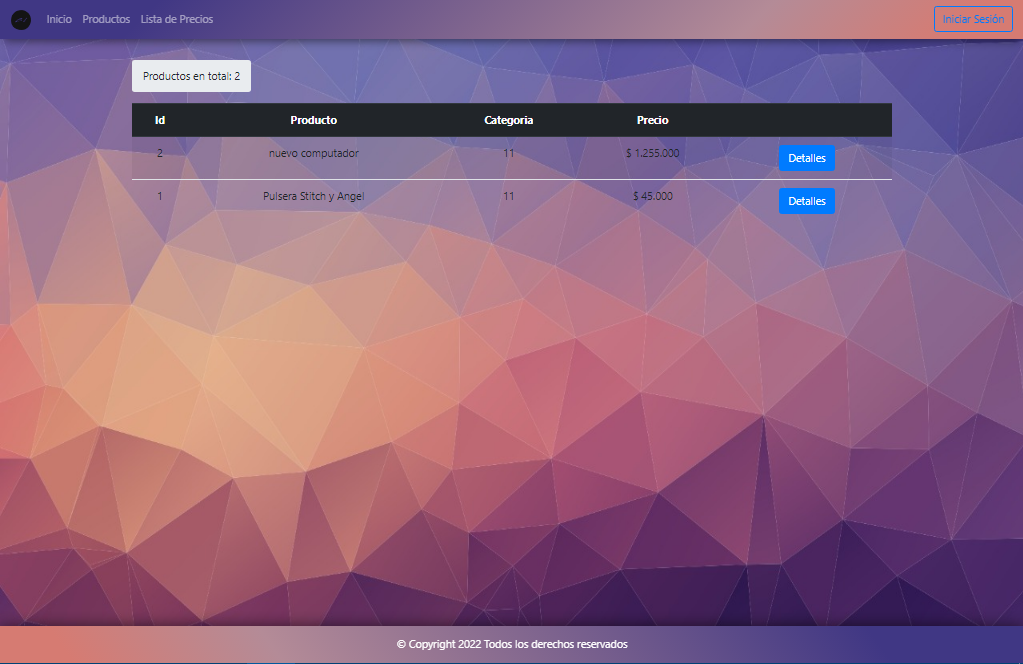 Inicio Productos Lista de Precios Iniciar Sesión
Productos en total: 2
Id Producto Categoria Precio
2 nuevo computador 11 $ 1.255.000 Detalles
1 Pulsera Stitch y Angel 11 $ 45.000 Detalles
© Copyright 2022 Todos los derechos reservados